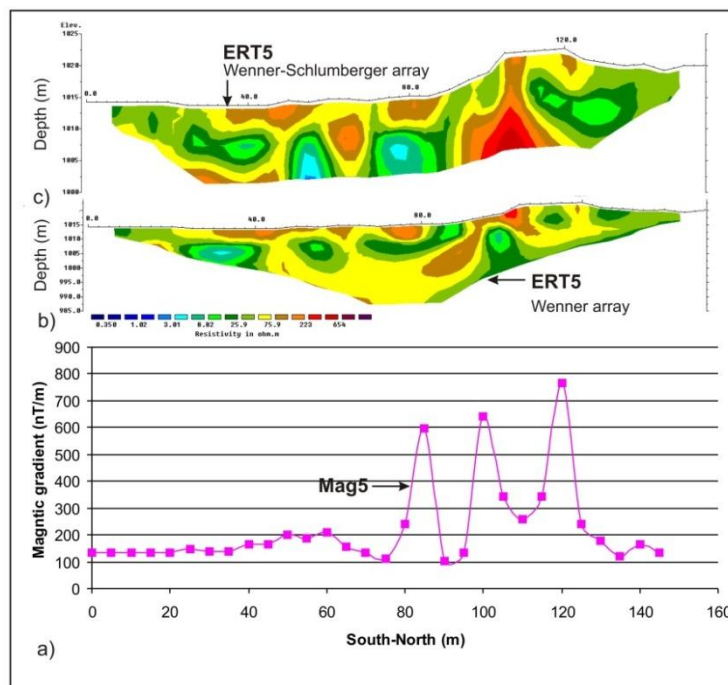 Elev.
1025
120.0
ERT5
Wenner-Schlumberger array
1020
80.0
0.0
40.0
1015
1010
1005
1000
Depth (m)
c)
0.0
40.0
80.0
1015
1010
1005
1000
995.0
990.0
985.0
Depth (m)
ERT5
Wenner array
b)
0.350 1.02 3.01 8.82 25.9 75.9 223 654
Resistivity in ohm.m
900
800
700
600
500
400
300
200
100
0
Magntic gradient (nT/m)
Mag5
0 20 40 60 80 100 120 140 160
South-North (m)
a)